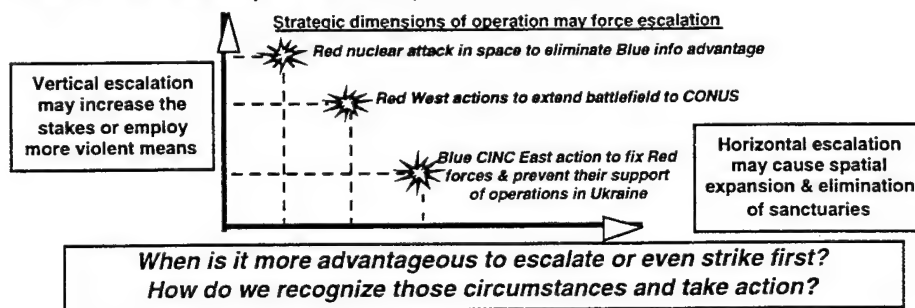 Strategic dimensions of operation may force escalation
Red nuclear attack in space to eliminate Blue info advantage
Vertical escalation
may increase the
stakes or employ
more violent means
Red West actions to extend battlefield to CONUS
Blue CINC East action to fix Red
forces & prevent their support
of operations in Ukraine
Horizontal escalation
may cause spatial
expansion & elimination
of sanctuaries
When is it more advantageous to escalate or even strike first?
How do we recognize those circumstances and take action?